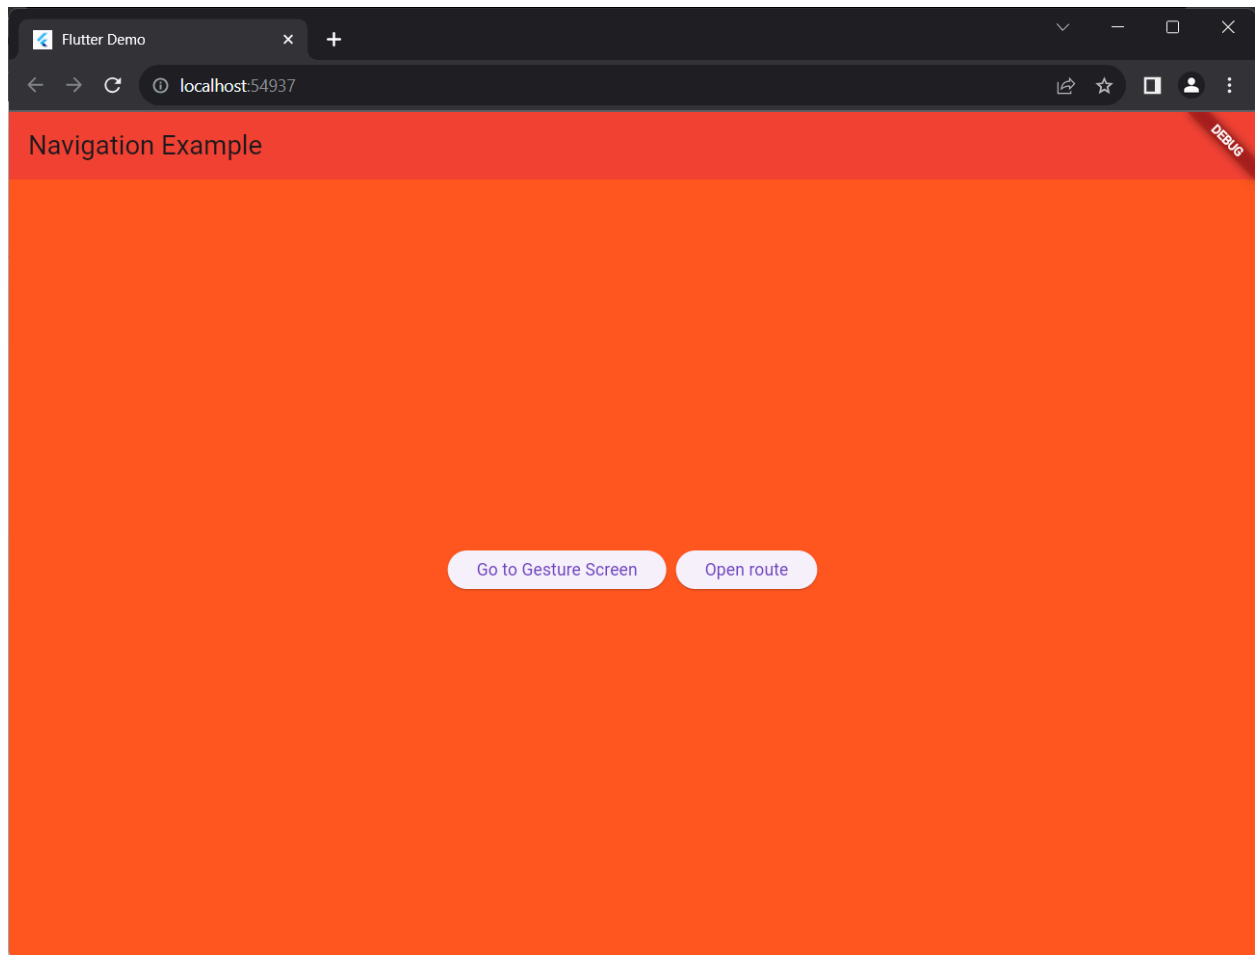 Flutter Demo
localhost:54937
Navigation Example
DEBUG
Go to Gesture Screen
Open route